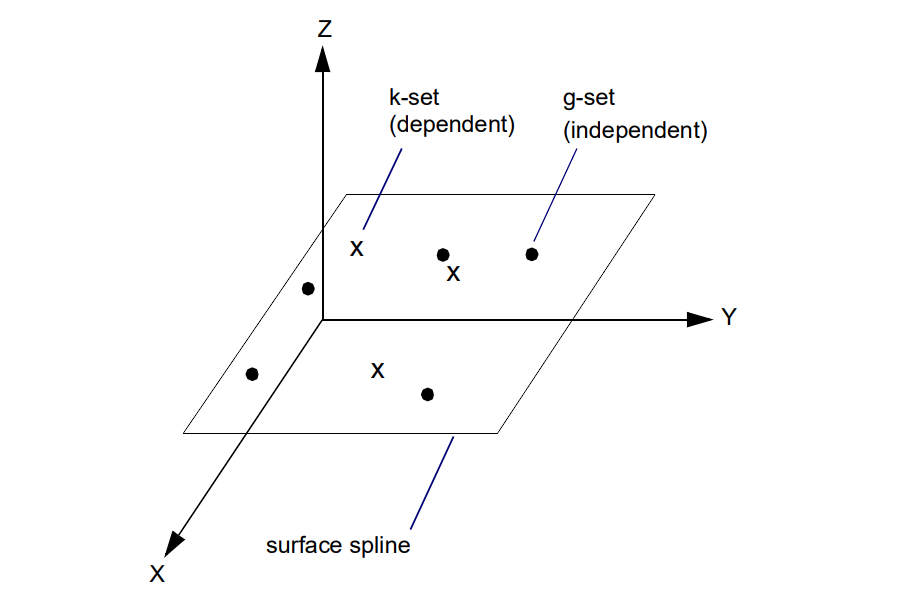 Z
k-set
(dependent)
g-set
(independent)
x
x
Y
x
surface spline
X